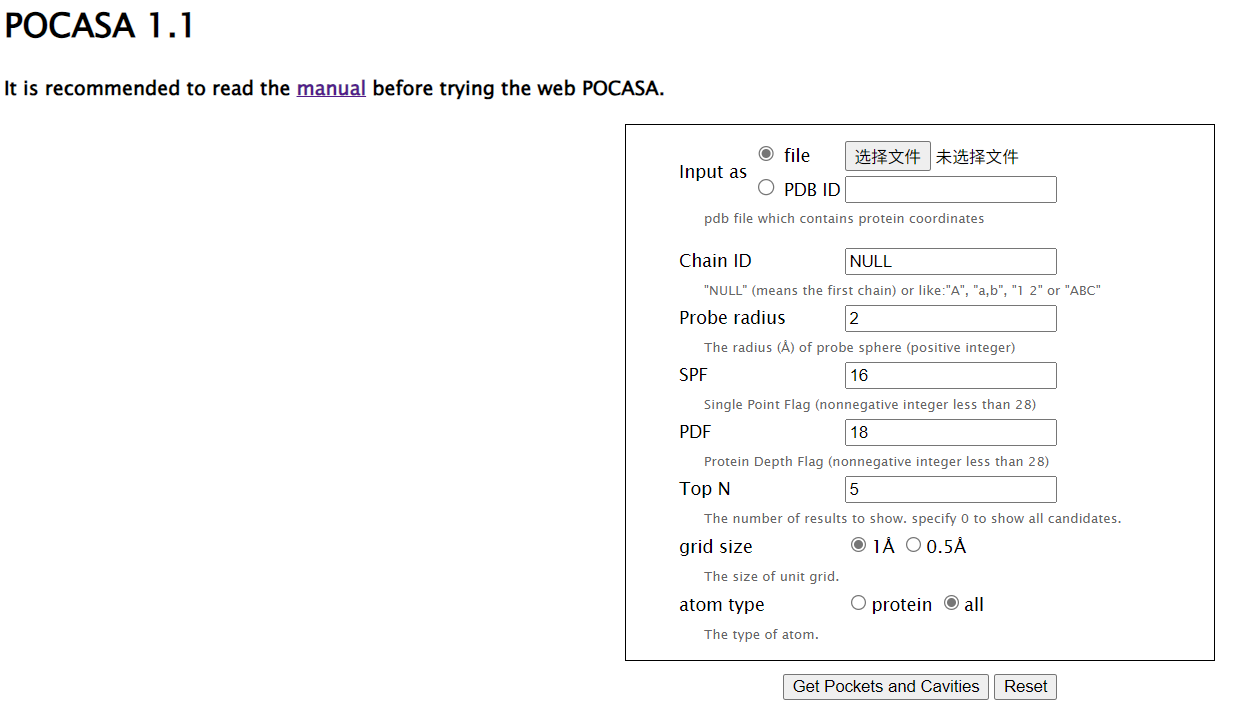 POCASA 1.1
It is recommended to read the manual before trying the web POCASA.
Input as
file 选择文件 未选择文件
PDB ID
pdb file which contains protein coordinates
Chain ID NULL
"NULL" (means the first chain) or like:"A", "a,b", "1 2" or "ABC"
Probe radius 2
The radius (Å) of probe sphere (positive integer)
SPF 16
Single Point Flag (nonnegative integer less than 28)
PDF 18
Protein Depth Flag (nonnegative integer less than 28)
Top N 5
The number of results to show. specify 0 to show all candidates.
grid size 1Å 0.5Å
The size of unit grid.
atom type protein all
The type of atom.
Get Pockets and Cavities Reset